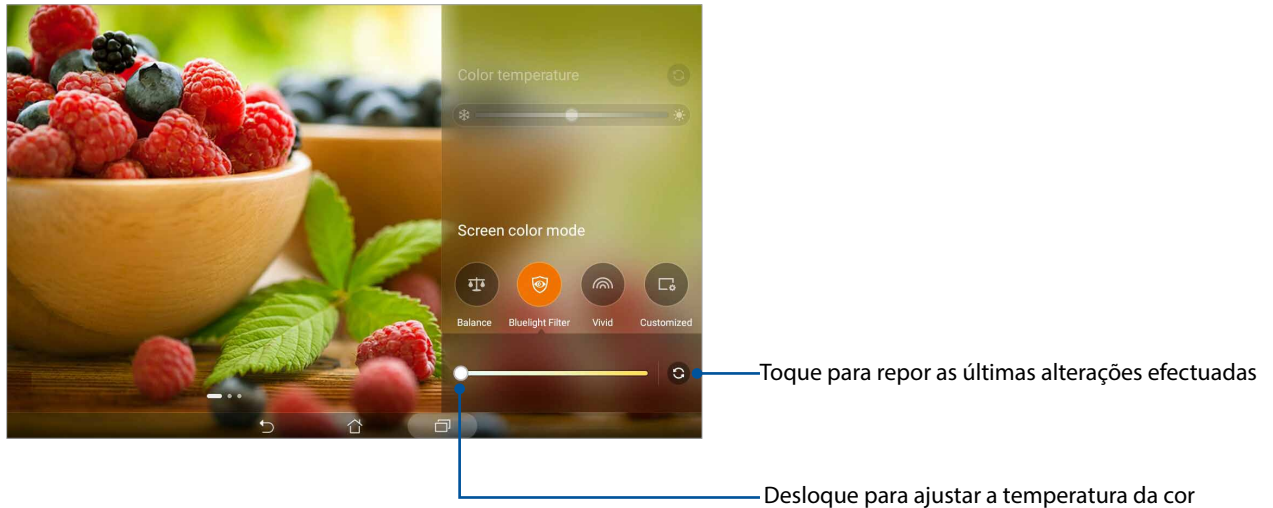 Color temperature
Screen color mode
Balance
Bluelight Filter
Vivid
Customized
Toque para repor as últimas alterações efectuadas
Desloque para ajustar a temperatura da cor